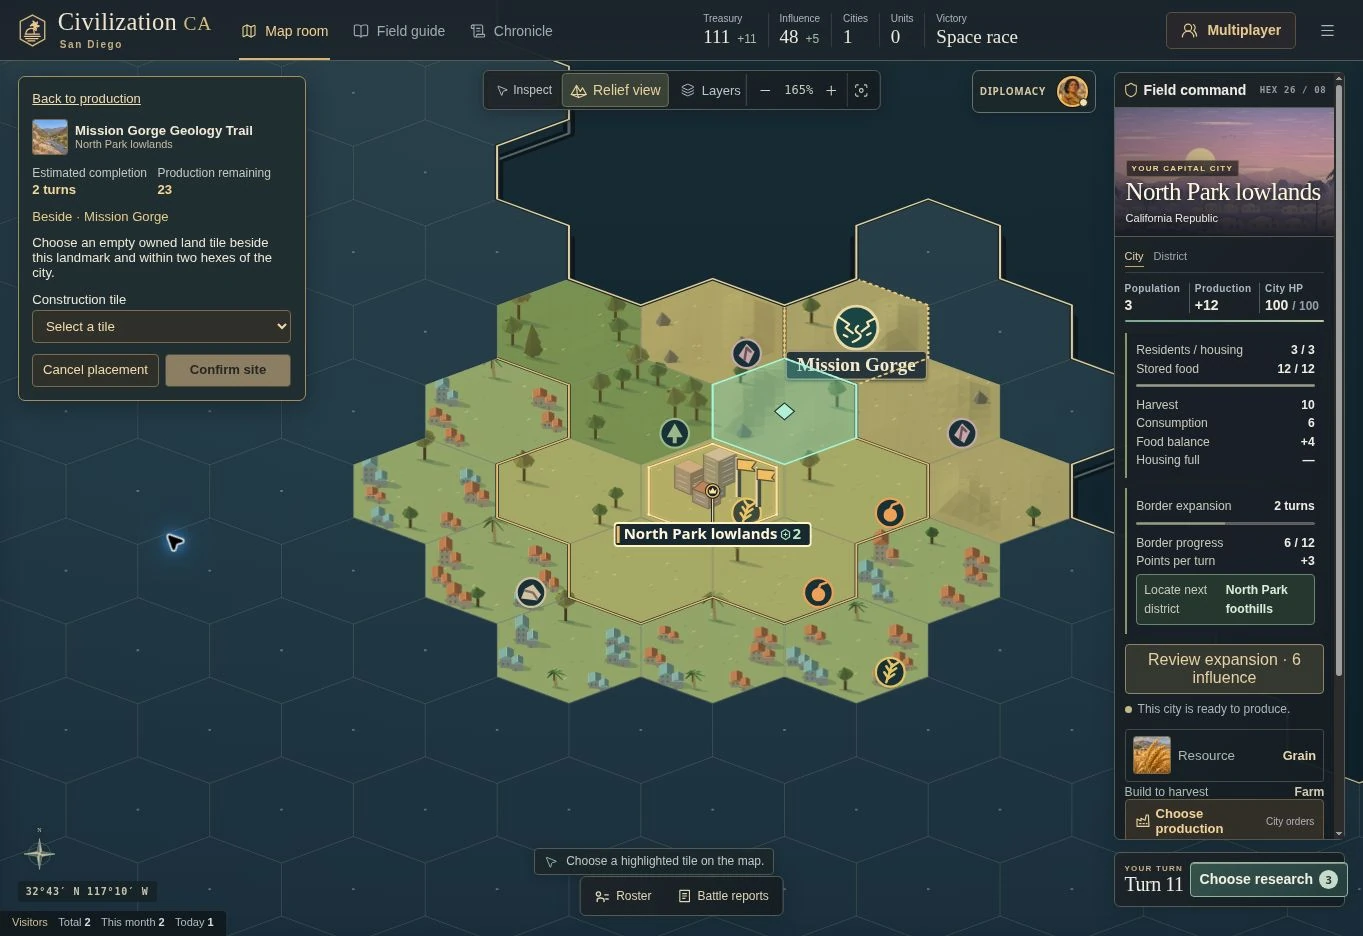 Civilization CA
San Diego
Map room
Field guide
Chronicle
Treasury
111 +11
Influence
48 +5
Cities
1
Units
0
Victory
Space race
Multiplayer
Back to production
Mission Gorge Geology Trail
North Park lowlands
Estimated completion
2 turns
Production remaining
23
Beside · Mission Gorge
Choose an empty owned land tile beside
this landmark and within two hexes of the
city.
Construction tile
Select a tile
Cancel placement
Confirm site
Inspect
Relief view
Layers
165%
DIPLOMACY
Mission Gorge
North Park lowlands 2
Field command
HEX 26 / 08
YOUR CAPITAL CITY
North Park lowlands
California Republic
City
District
Population
3
Production
+12
City HP
100 / 100
Residents / housing 3 / 3
Stored food 12 / 12
Harvest 10
Consumption 6
Food balance +4
Housing full —
Border expansion 2 turns
Border progress 6 / 12
Points per turn +3
Locate next
district
North Park
foothills
Review expansion · 6
influence
This city is ready to produce.
Resource Grain
Build to harvest Farm
Choose
production
City orders
YOUR TURN
Turn 11
Choose research 3
Choose a highlighted tile on the map.
Roster
Battle reports
N
32°43′ N 117°10′ W
Visitors Total 2 This month 2 Today 1